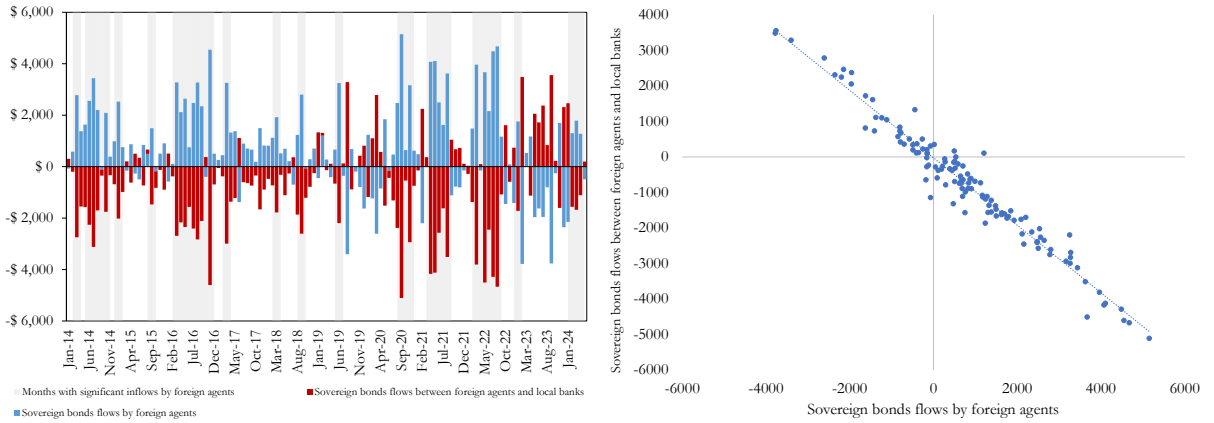 $ 6,000
$ 4,000
$ 2,000
$ 0
-$ 2,000
-$ 4,000
-$ 6,000
Jan-14
Jun-14
Nov-14
Apr-15
Sep-15
Feb-16
Jul-16
Dec-16
May-17
Oct-17
Mar-18
Aug-18
Jan-19
Jun-19
Nov-19
Apr-20
Sep-20
Feb-21
Jul-21
Dec-21
May-22
Oct-22
Mar-23
Aug-23
Jan-24
Months with significant inflows by foreign agents
Sovereign bonds flows between foreign agents and local banks
Sovereign bonds flows by foreign agents
Sovereign bonds flows between foreign agents and local banks
4000
3000
2000
1000
0
-1000
-2000
-3000
-4000
-5000
-6000
-6000
-4000
-2000
0
2000
4000
6000
Sovereign bonds flows by foreign agents